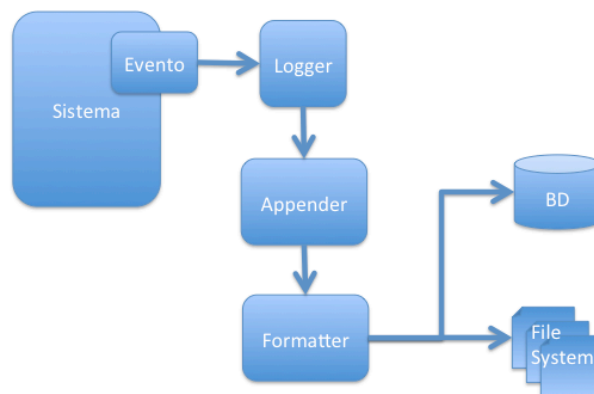 Evento
Logger
Sistema
Appender
BD
Formatter
File
System